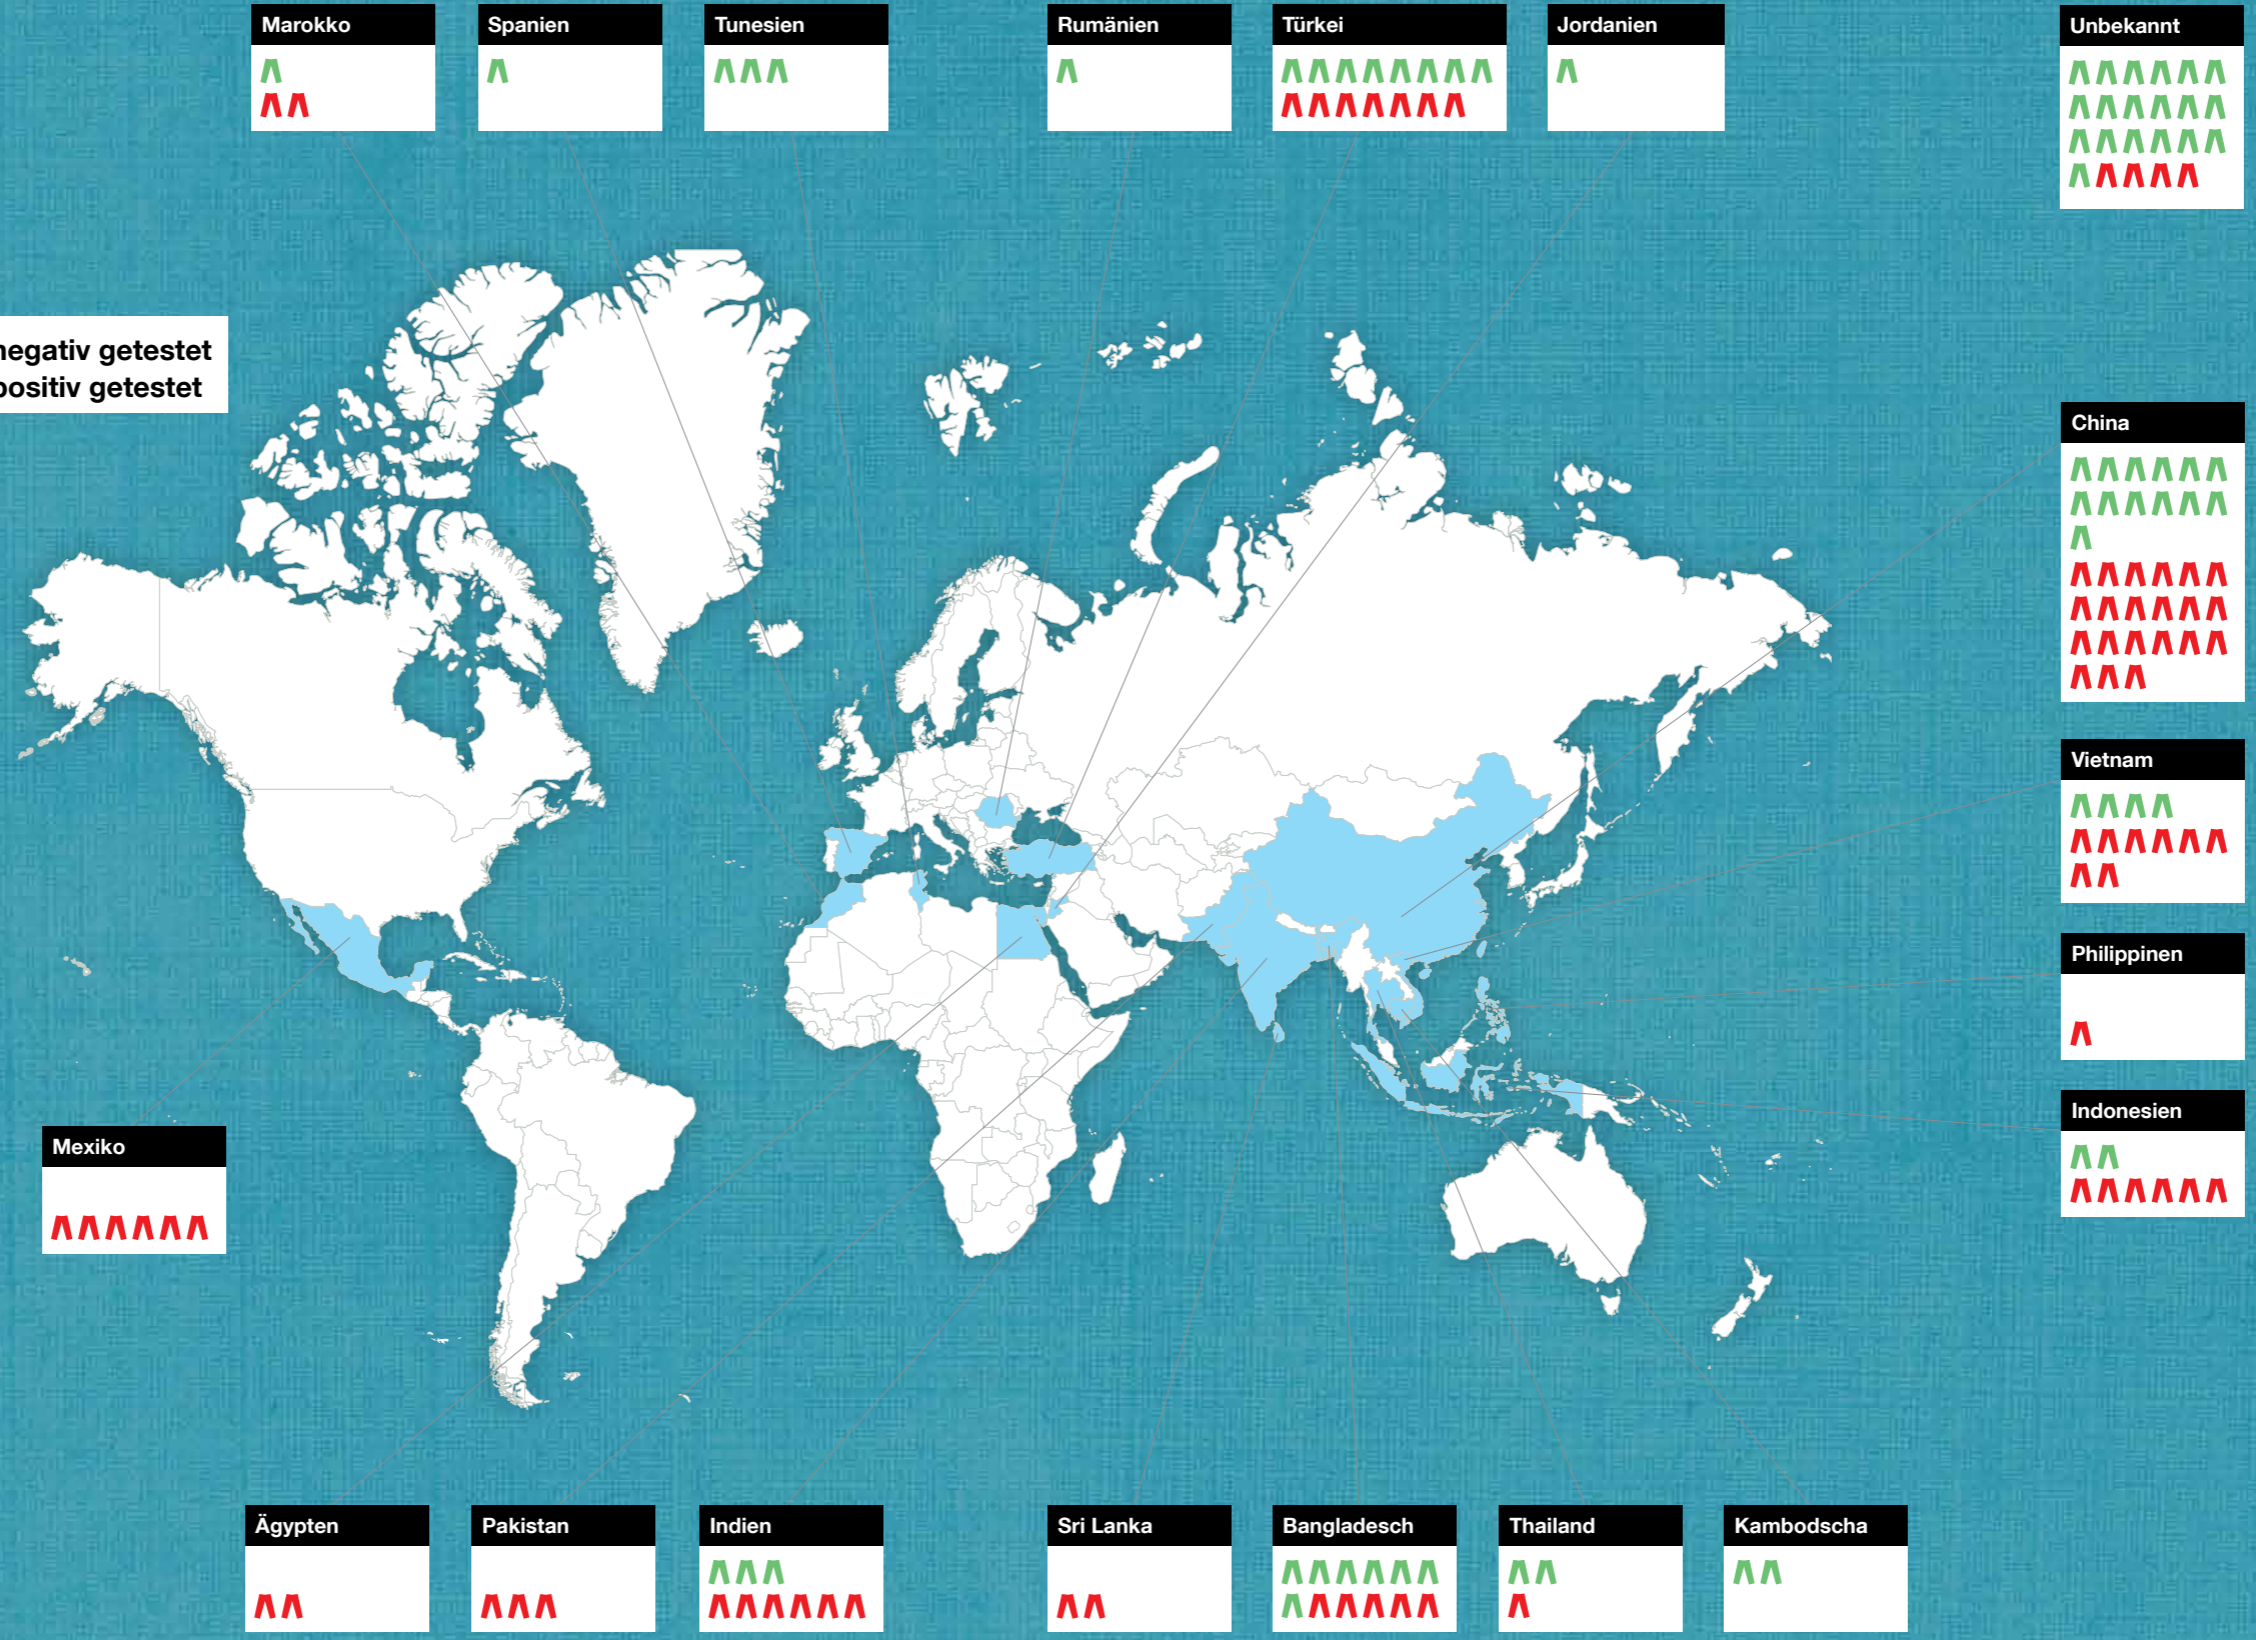 Marokko
Spanien
Tunesien
Rumänien
Türkei
Jordanien
Unbekannt
negativ getestet
positiv getestet
China
Vietnam
Philippinen
Indonesien
Mexiko
Ägypten
Pakistan
Indien
Sri Lanka
Bangladesch
Thailand
Kambodscha